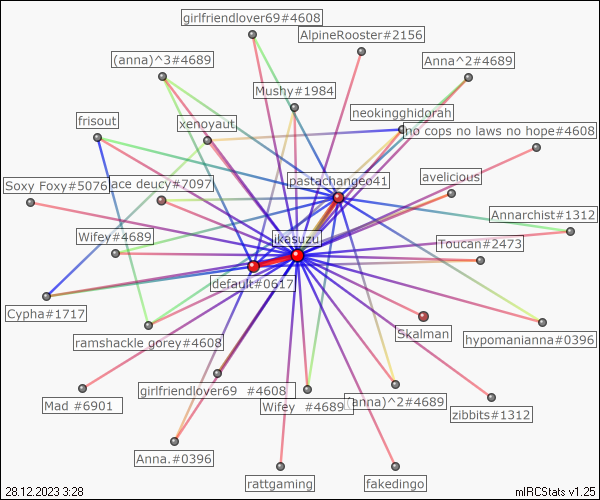 girlfriendlover69#4608
AlpineRooster#2156
(anna)^3#4689
Anna^2#4689
Mushy#1984
neokingghidorah
frisout
xenoyaut
no cops no laws no hope#4608
pastachangeo41
avelicious
Soxy Foxy#5076
ace deucy#7097
Annarchist#1312
Wifey#4689
ikasuzu
Toucan#2473
default#0617
Cypha#1717
Skalman
hypomanianna#0396
ramshackle gorey#4608
girlfriendlover69 #4608
Mad #6901
Wifey #4689
(anna)^2#4689
zibbits#1312
Anna.#0396
rattgaming
fakedingo
28.12.2023 3:28
mIRCStats v1.25